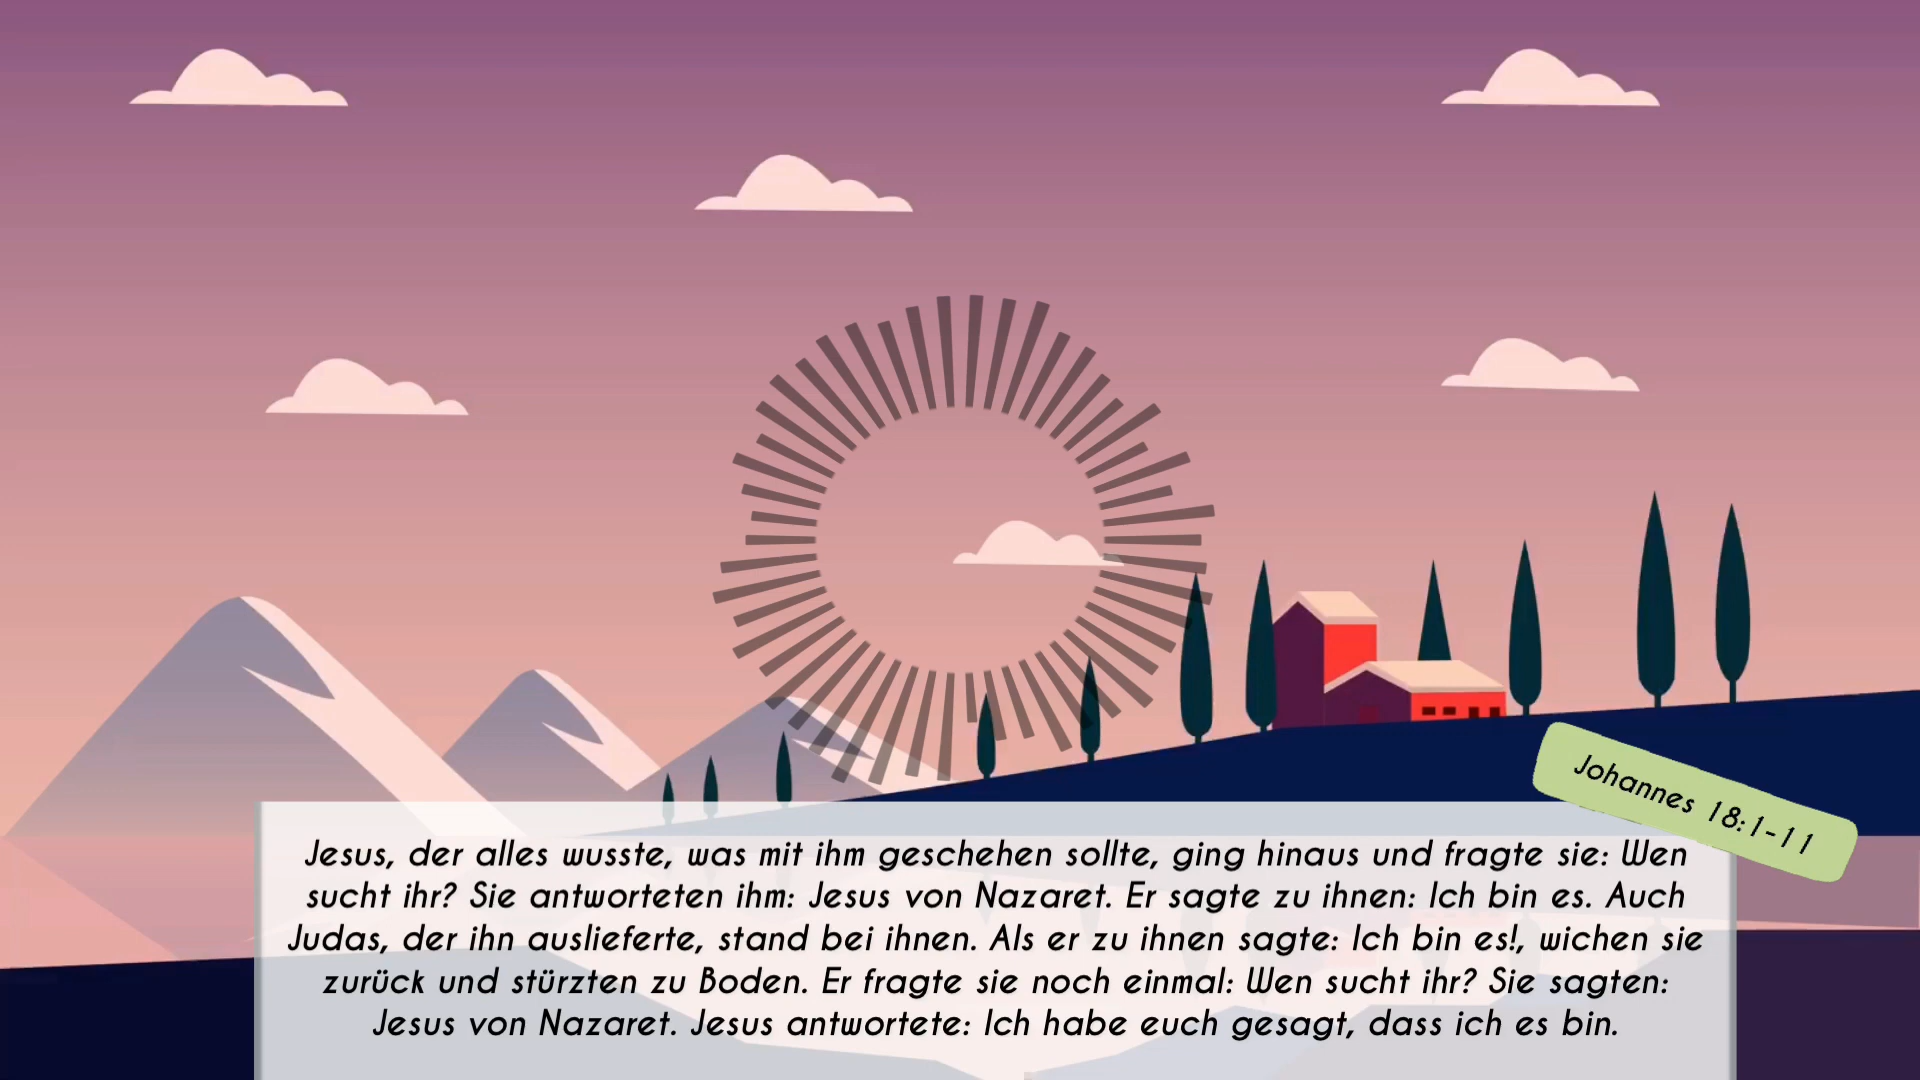 Johannes 18:1-11
Jesus, der alles wusste, was mit ihm geschehen sollte, ging hinaus und fragte sie: Wen
sucht ihr? Sie antworteten ihm: Jesus von Nazaret. Er sagte zu ihnen: Ich bin es. Auch
Judas, der ihn auslieferte, stand bei ihnen. Als er zu ihnen sagte: Ich bin es!, wichen sie
zurück und stürzten zu Boden. Er fragte sie noch einmal: Wen sucht ihr? Sie sagten:
Jesus von Nazaret. Jesus antwortete: Ich habe euch gesagt, dass ich es bin.